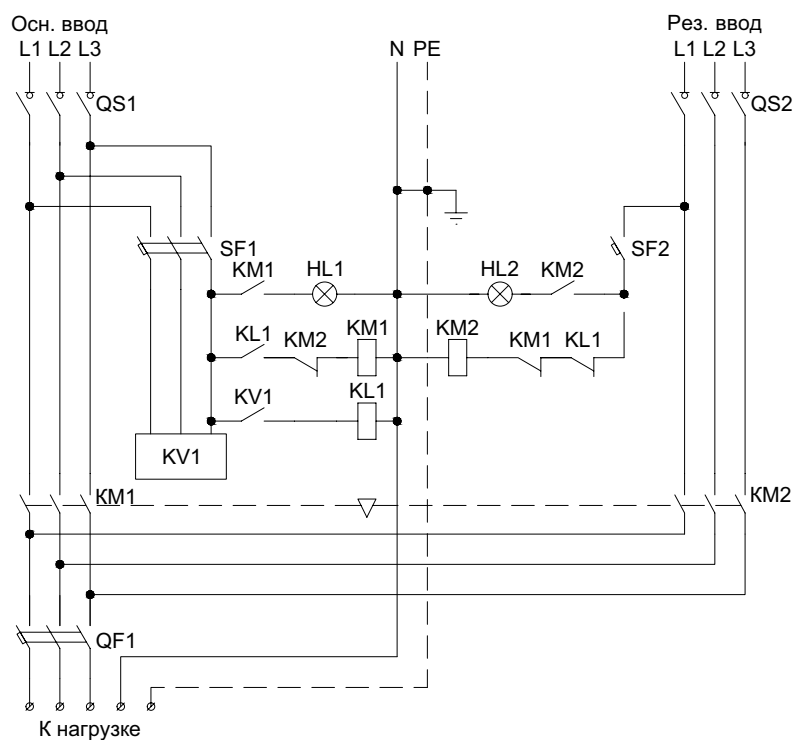 Осн. ввод
Рез. ввод
L1 L2 L3
N PE
L1 L2 L3
QS1
QS2
SF1
SF2
KM1
HL1
HL2
KM2
KL1
KM2
KM1
KM2
KM1
KL1
KV1
KL1
KV1
KM1
KM2
QF1
К нагрузке